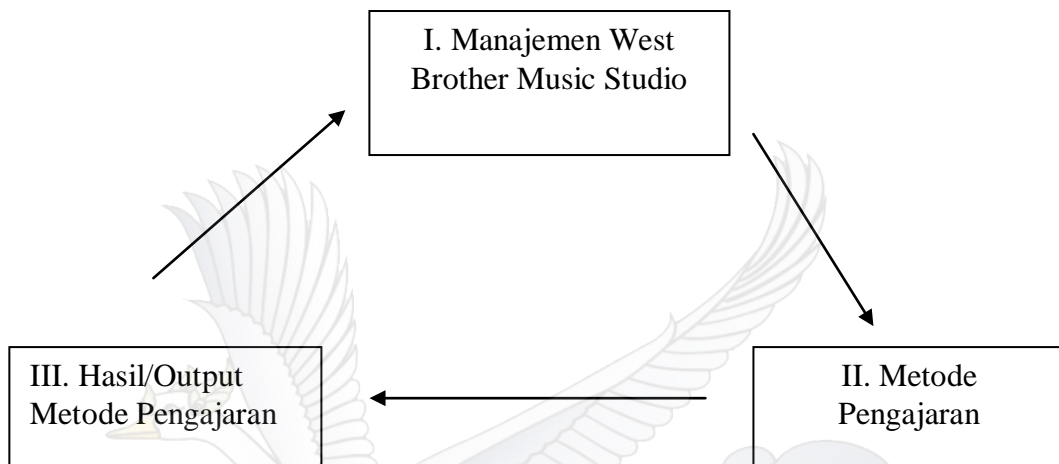 I. Manajemen West
Brother Music Studio
III. Hasil/Output
Metode Pengajaran
II. Metode
Pengajaran